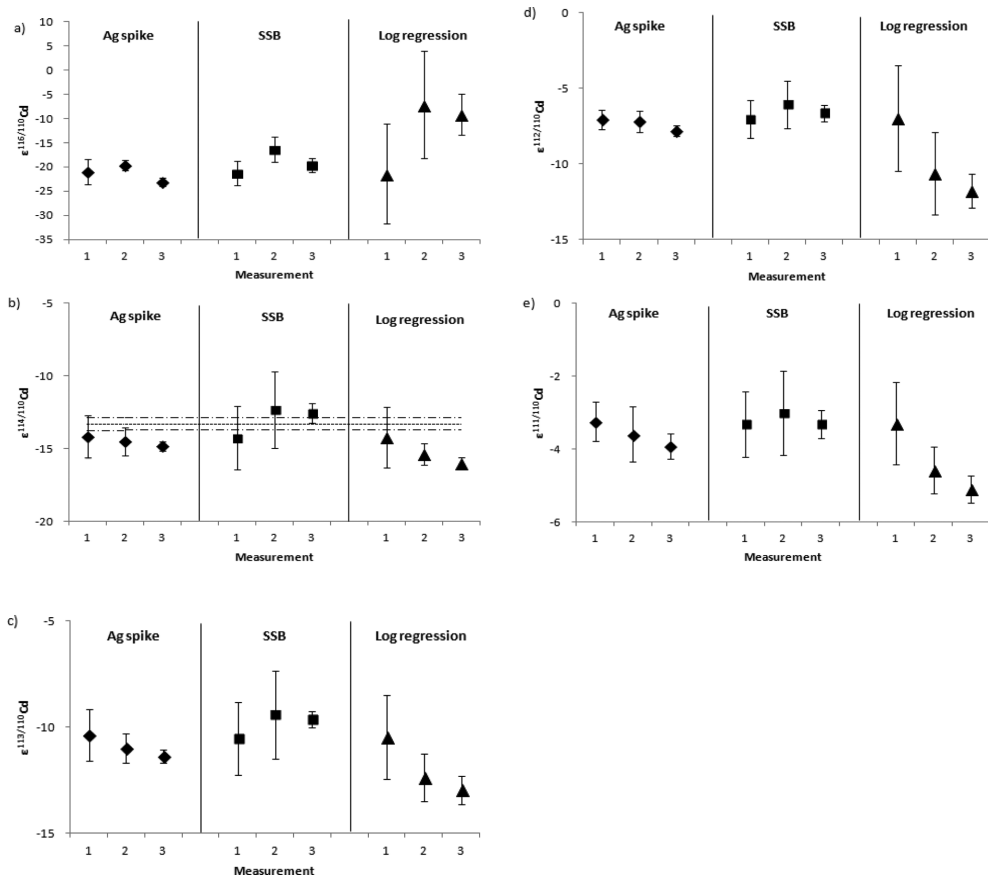 a)
Ag spike SSB Log regression
ε116/110Cd
10
5
0
-5
-10
-15
-20
-25
-30
-35
1 2 3 1 2 3 1 2 3
Measurement
b)
Ag spike SSB Log regression
ε114/110Cd
-5
-10
-15
-20
1 2 3 1 2 3 1 2 3
Measurement
c)
Ag spike SSB Log regression
ε113/110Cd
-5
-10
-15
1 2 3 1 2 3 1 2 3
Measurement
d)
Ag spike SSB Log regression
ε112/110Cd
0
-5
-10
-15
1 2 3 1 2 3 1 2 3
Measurement
e)
Ag spike SSB Log regression
ε111/110Cd
0
-2
-4
-6
1 2 3 1 2 3 1 2 3
Measurement